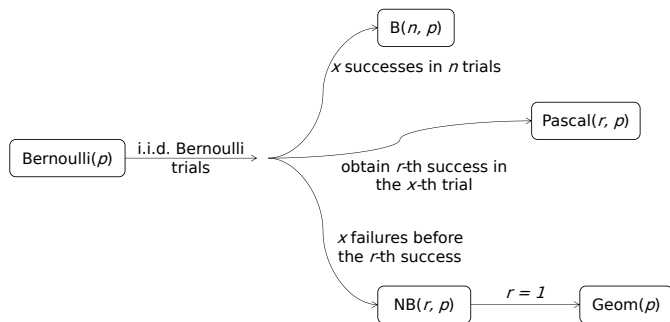 B(n, p)
x successes in n trials
Pascal(r, p)
Bernoulli(p)
i.i.d. Bernoulli
trials
obtain r-th success in
the x-th trial
x failures before
the r-th success
NB(r, p)
r = 1
Geom(p)